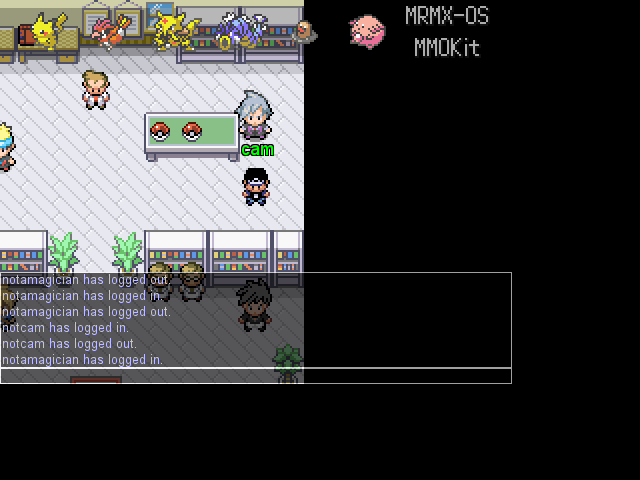 MRMX-OS
MMOKit
cam
notamagician has logged out.
notamagician has logged in.
notamagician has logged out.
notcam has logged in.
notcam has logged out.
notamagician has logged in.